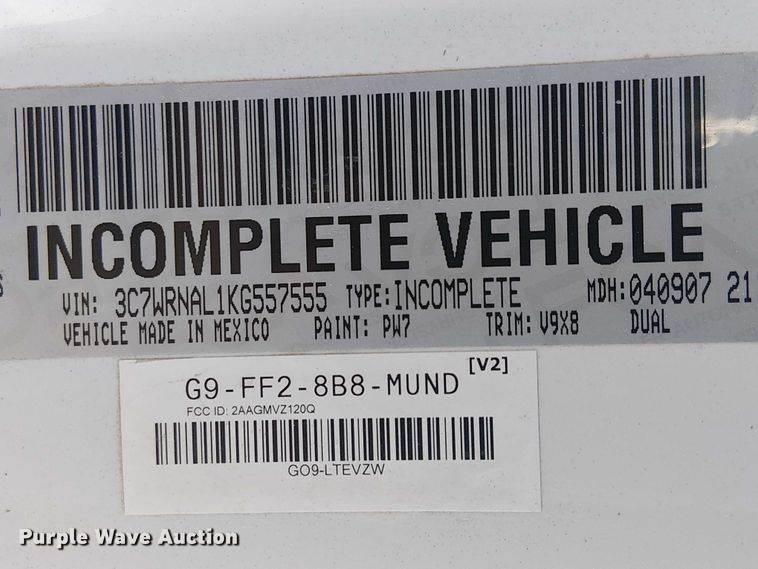 INCOMPLETE VEHICLE
VIN: 3C7WRNAL1KG557555 TYPE: INCOMPLETE MDH: 040907 21
VEHICLE MADE IN MEXICO PAINT: PW7 TRIM: V9X8 DUAL
G9-FF2-8B8-MUND [V2]
FCC ID: 2AAGMVZ120Q
GO9-LTEVZW
Purple Wave Auction